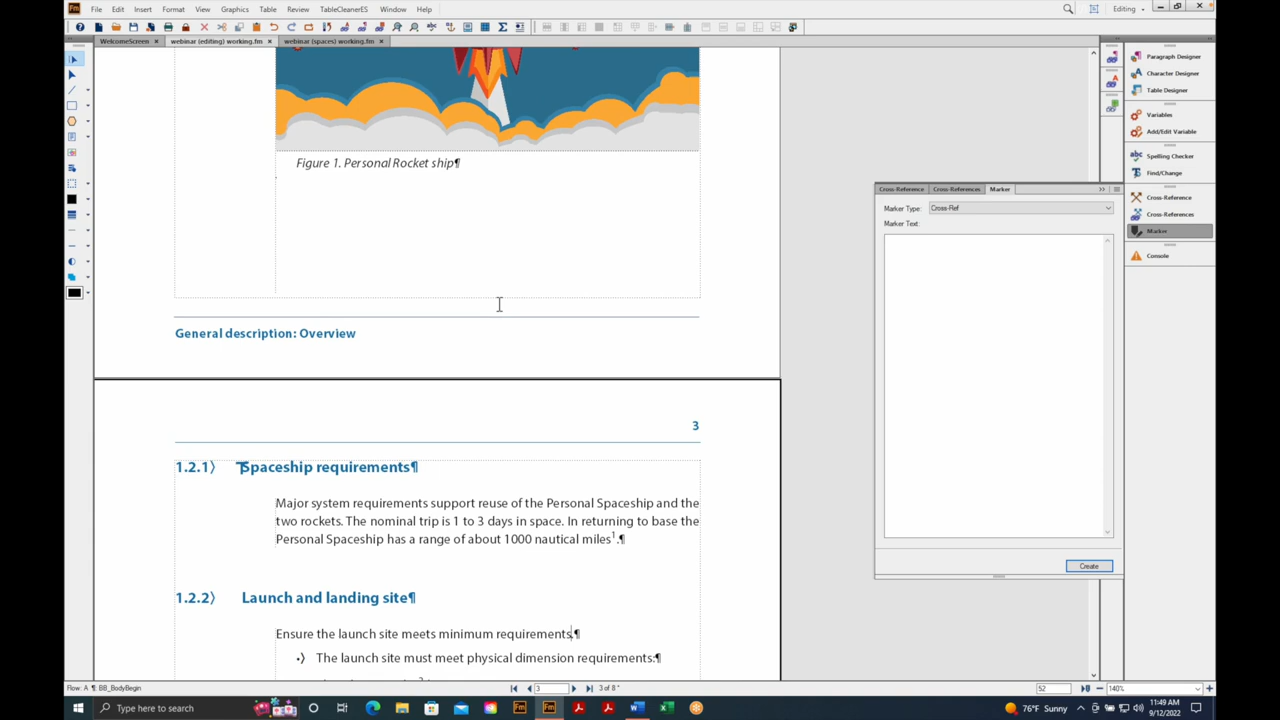 File Edit Insert Format View Graphics Table Review TableCleanerES Window Help
Editing
WelcomeScreen
webinar (editing) working.fm
webinar (spaces) working.fm
Figure 1. Personal Rocket ship¶
General description: Overview
3
1.2.1⟩ Spaceship requirements¶
Major system requirements support reuse of the Personal Spaceship and the
two rockets. The nominal trip is 1 to 3 days in space. In returning to base the
Personal Spaceship has a range of about 1000 nautical miles¹.¶
1.2.2⟩ Launch and landing site¶
Ensure the launch site meets minimum requirements.¶
•⟩ The launch site must meet physical dimension requirements:¶
Cross-Reference Cross-References Marker
Marker Type: Cross-Ref
Marker Text:
Create
Paragraph Designer
Character Designer
Table Designer
Variables
Add/Edit Variable
Spelling Checker
Find/Change
Cross-Reference
Cross-References
Marker
Console
Flow: A ¶: BB_BodyBegin
3
3 of 8 *
52
140%
Type here to search
76°F Sunny
11:49 AM
9/12/2022